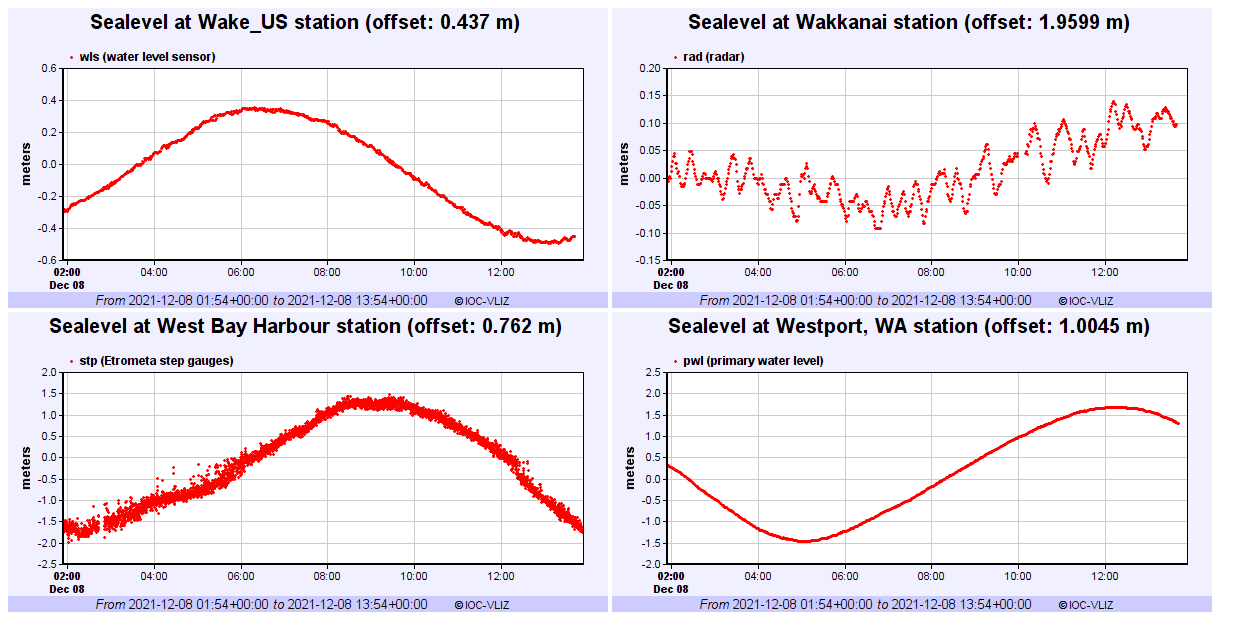 Sealevel at Wake_US station (offset: 0.437 m)
wls (water level sensor)
0.6
0.4
0.2
0.0
-0.2
-0.4
-0.6
meters
02:00 04:00 06:00 08:00 10:00 12:00
Dec 08
From 2021-12-08 01:54+00:00 to 2021-12-08 13:54+00:00 ©IOC-VLIZ
Sealevel at Wakkanai station (offset: 1.9599 m)
rad (radar)
0.20
0.15
0.10
0.05
0.00
-0.05
-0.10
-0.15
meters
02:00 04:00 06:00 08:00 10:00 12:00
Dec 08
From 2021-12-08 01:54+00:00 to 2021-12-08 13:54+00:00 ©IOC-VLIZ
Sealevel at West Bay Harbour station (offset: 0.762 m)
stp (Etrometa step gauges)
2.0
1.5
1.0
0.5
0.0
-0.5
-1.0
-1.5
-2.0
-2.5
meters
02:00 04:00 06:00 08:00 10:00 12:00
Dec 08
From 2021-12-08 01:54+00:00 to 2021-12-08 13:54+00:00 ©IOC-VLIZ
Sealevel at Westport, WA station (offset: 1.0045 m)
pwl (primary water level)
2.5
2.0
1.5
1.0
0.5
0.0
-0.5
-1.0
-1.5
-2.0
meters
02:00 04:00 06:00 08:00 10:00 12:00
Dec 08
From 2021-12-08 01:54+00:00 to 2021-12-08 13:54+00:00 ©IOC-VLIZ